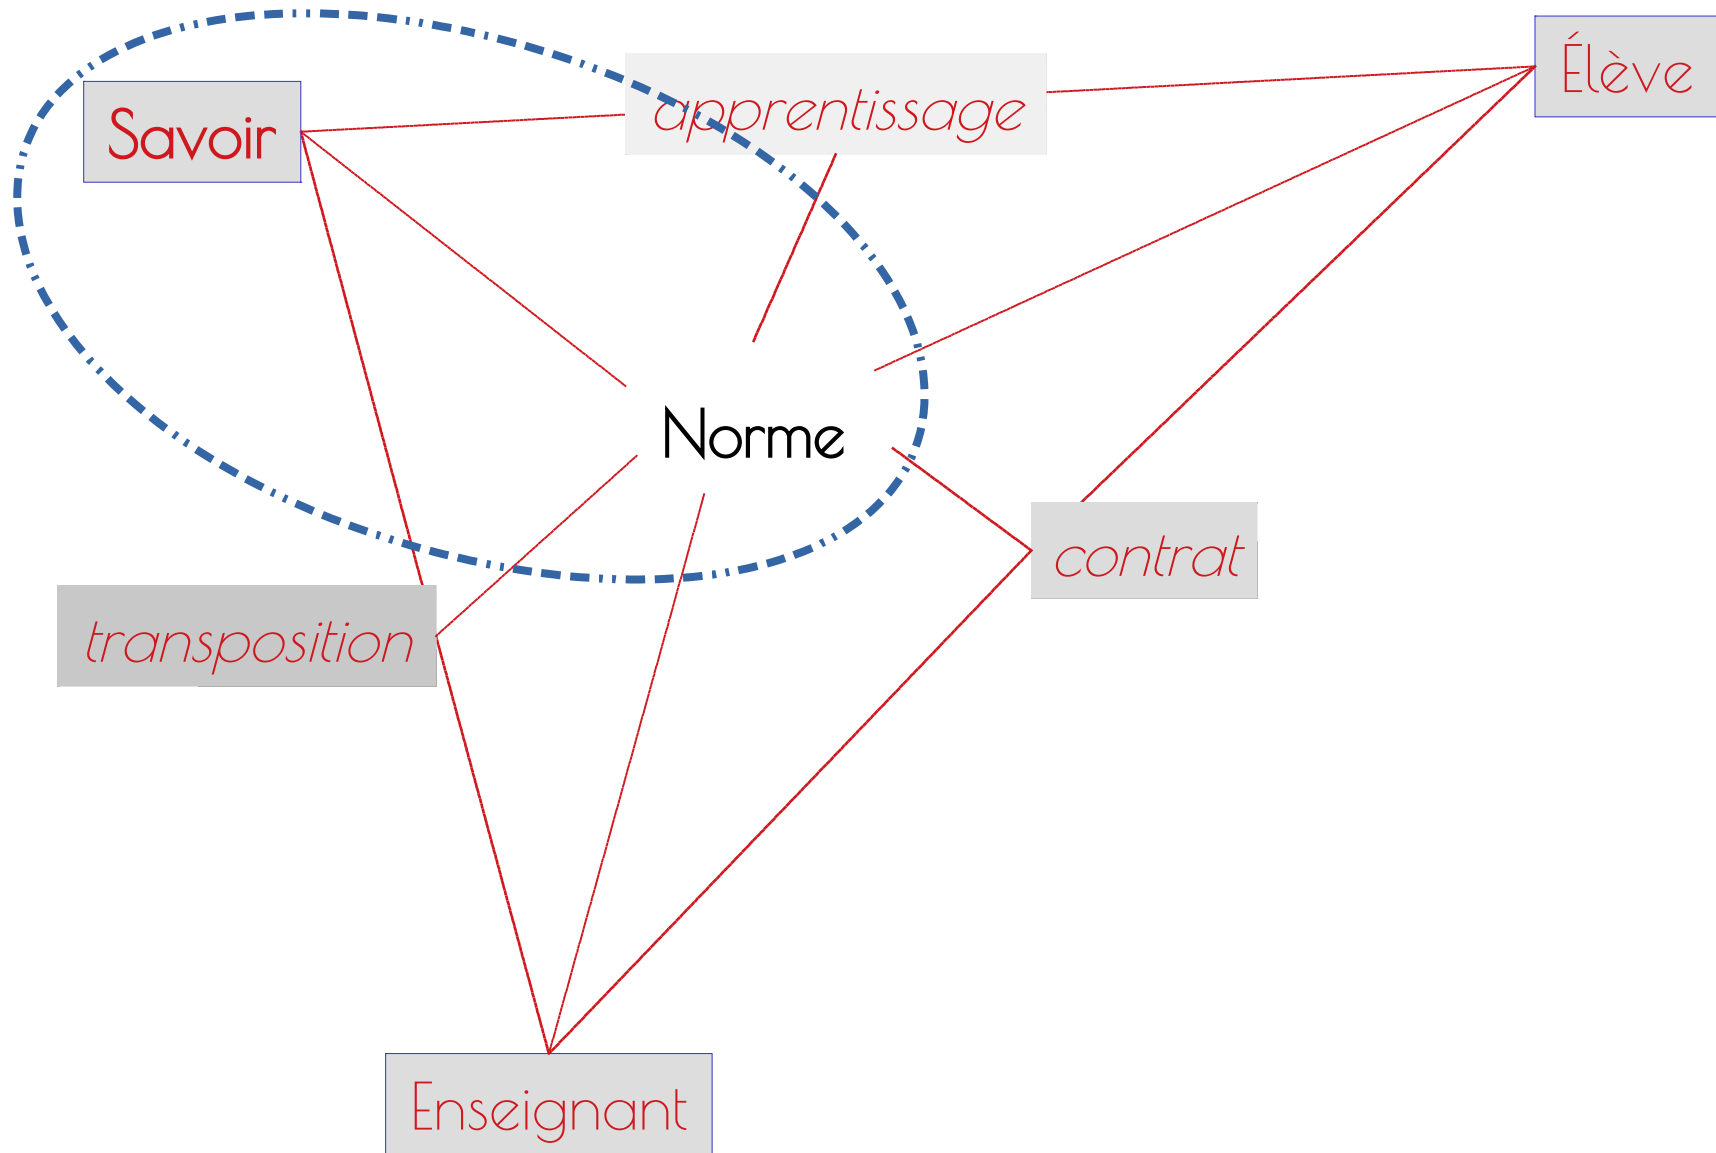 Élève
Savoir
apprentissage
Norme
contrat
transposition
Enseignant